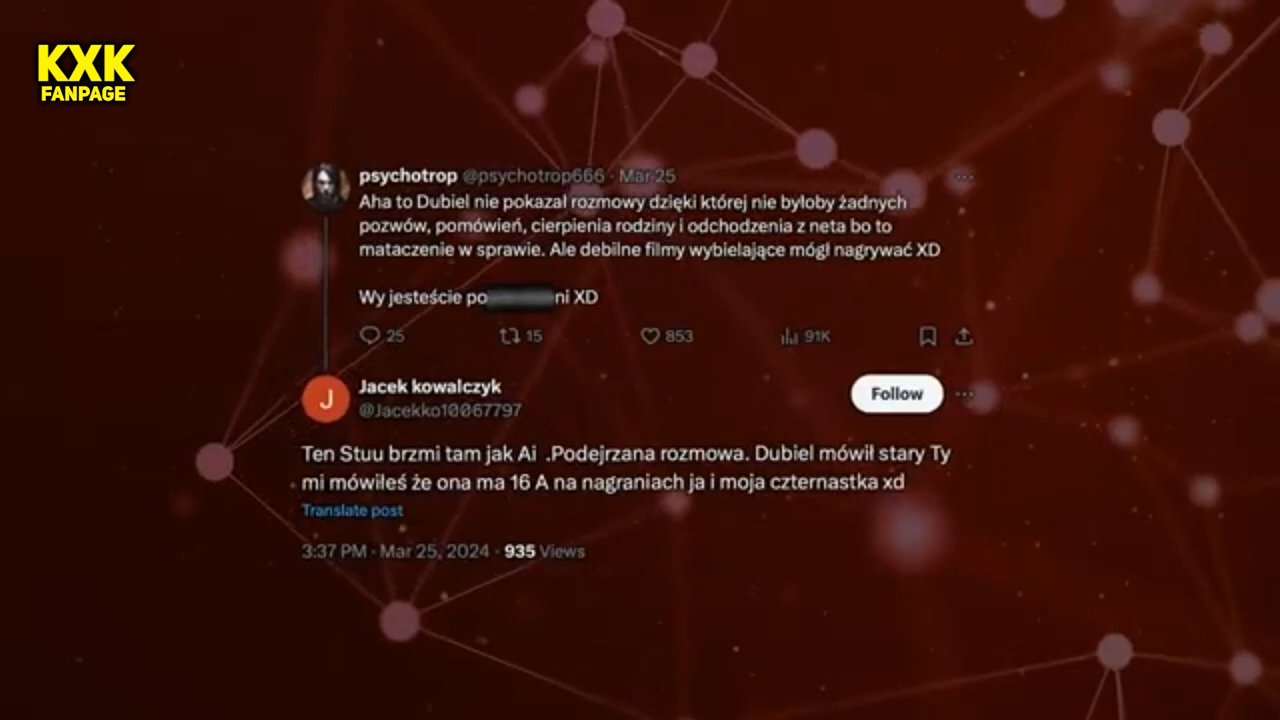 KXK
FANPAGE
psychotrop @psychotrop666 · Mar 25
Aha to Dubiel nie pokazał rozmowy dzięki której nie byłoby żadnych
pozwów, pomówień, cierpienia rodziny i odchodzenia z neta bo to
mataczenie w sprawie. Ale debilne filmy wybielające mógł nagrywać XD
Wy jesteście po ni XD
25 15 853 91K
Jacek kowalczyk
Follow
@Jacekko10067797
Ten Stuu brzmi tam jak Ai .Podejrzana rozmowa. Dubiel mówił stary Ty
mi mówiłeś że ona ma 16 A na nagraniach ja i moja czternastka xd
Translate post
3:37 PM · Mar 25, 2024 · 935 Views